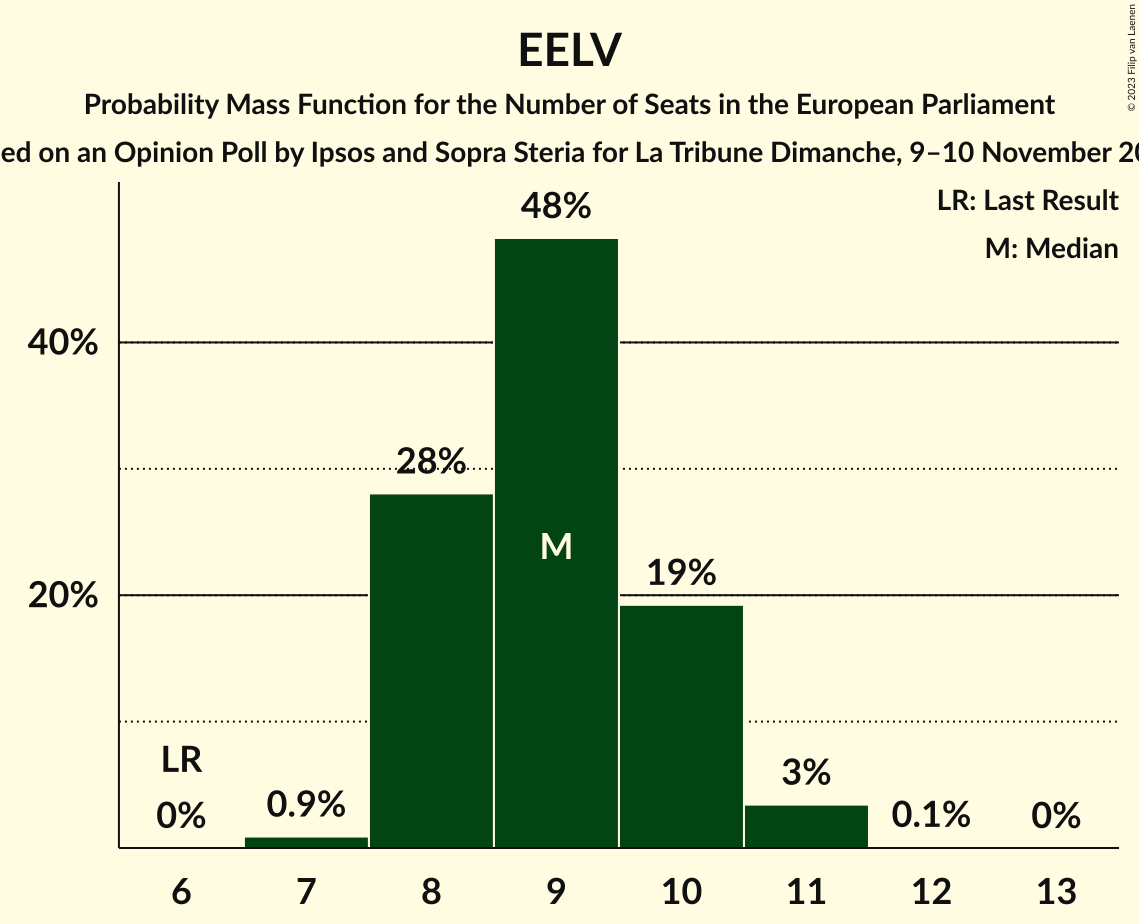 EELV
Probability Mass Function for the Number of Seats in the European Parliament
ed on an Opinion Poll by Ipsos and Sopra Steria for La Tribune Dimanche, 9–10 November 20
© 2023 Filip van Laenen
LR: Last Result
M: Median
48%
40%
28%
M
19%
20%
LR
0%
0.9%
3%
0.1%
0%
6 7 8 9 10 11 12 13